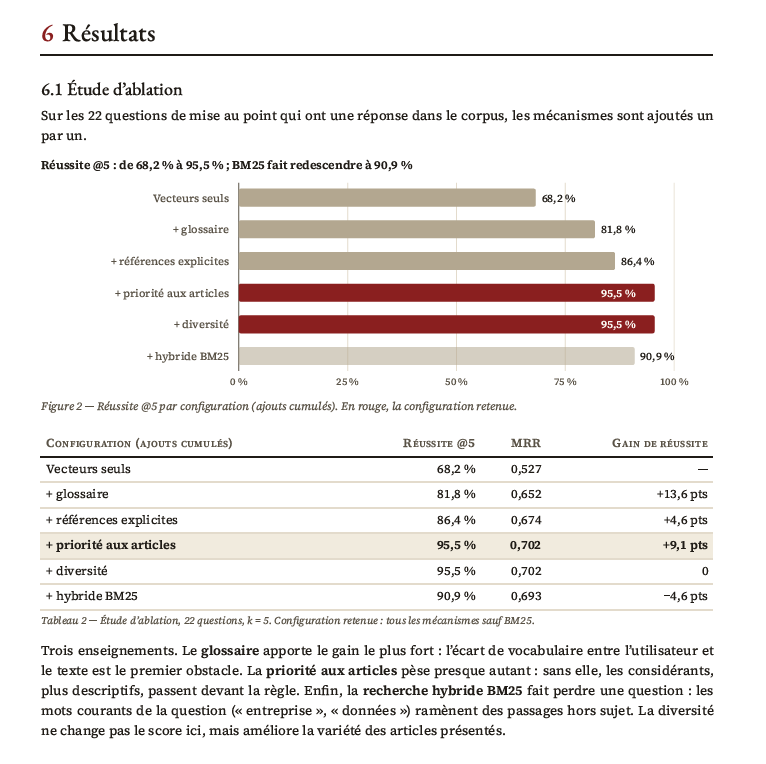 6 Résultats
6.1 Étude d’ablation
Sur les 22 questions de mise au point qui ont une réponse dans le corpus, les mécanismes sont ajoutés un
par un.
Réussite @5 : de 68,2 % à 95,5 % ; BM25 fait redescendre à 90,9 %
Vecteurs seuls 68,2 %
+ glossaire 81,8 %
+ références explicites 86,4 %
+ priorité aux articles 95,5 %
+ diversité 95,5 %
+ hybride BM25 90,9 %
0 % 25 % 50 % 75 % 100 %
Figure 2 — Réussite @5 par configuration (ajouts cumulés). En rouge, la configuration retenue.
Configuration (ajouts cumulés) Réussite @5 MRR Gain de réussite
Vecteurs seuls 68,2 % 0,527 —
+ glossaire 81,8 % 0,652 +13,6 pts
+ références explicites 86,4 % 0,674 +4,6 pts
+ priorité aux articles 95,5 % 0,702 +9,1 pts
+ diversité 95,5 % 0,702 0
+ hybride BM25 90,9 % 0,693 −4,6 pts
Tableau 2 — Étude d’ablation, 22 questions, k = 5. Configuration retenue : tous les mécanismes sauf BM25.
Trois enseignements. Le glossaire apporte le gain le plus fort : l’écart de vocabulaire entre l’utilisateur et
le texte est le premier obstacle. La priorité aux articles pèse presque autant : sans elle, les considérants,
plus descriptifs, passent devant la règle. Enfin, la recherche hybride BM25 fait perdre une question : les
mots courants de la question (« entreprise », « données ») ramènent des passages hors sujet. La diversité
ne change pas le score ici, mais améliore la variété des articles présentés.